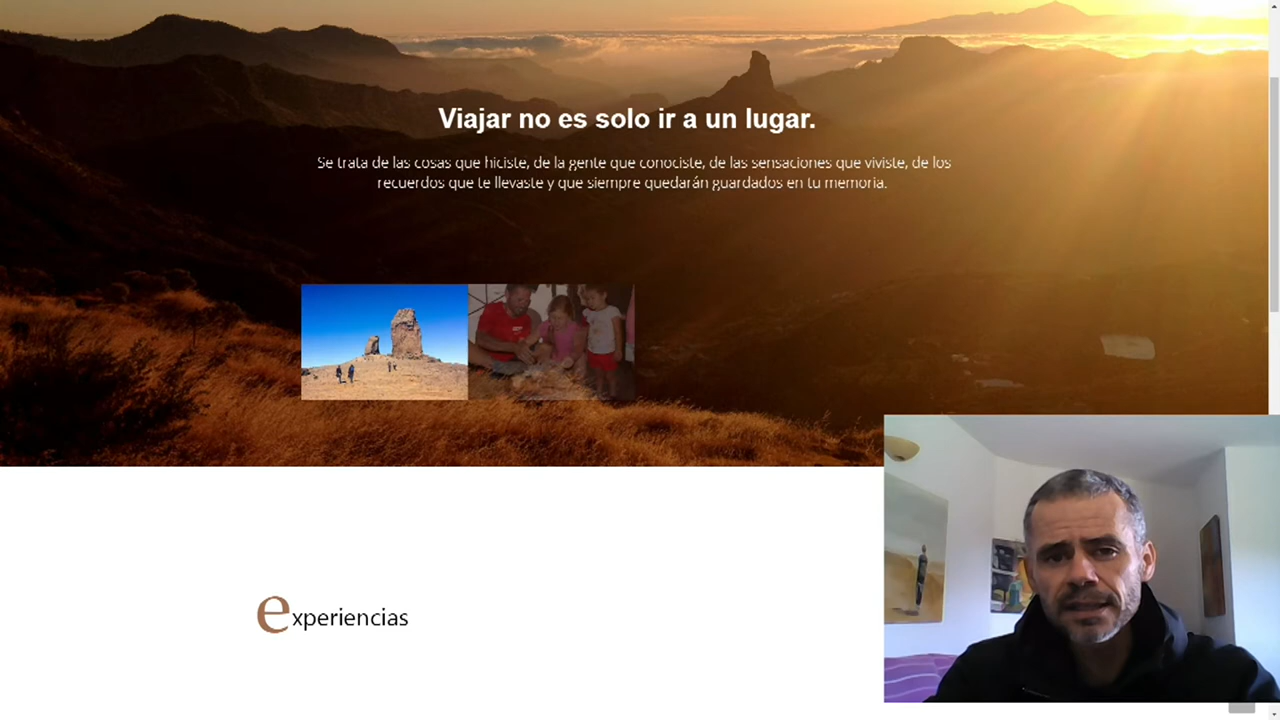 Viajar no es solo ir a un lugar.
Se trata de las cosas que hiciste, de la gente que conociste, de las sensaciones que viviste, de los
recuerdos que te llevaste y que siempre quedarán guardados en tu memoria.
experiencias